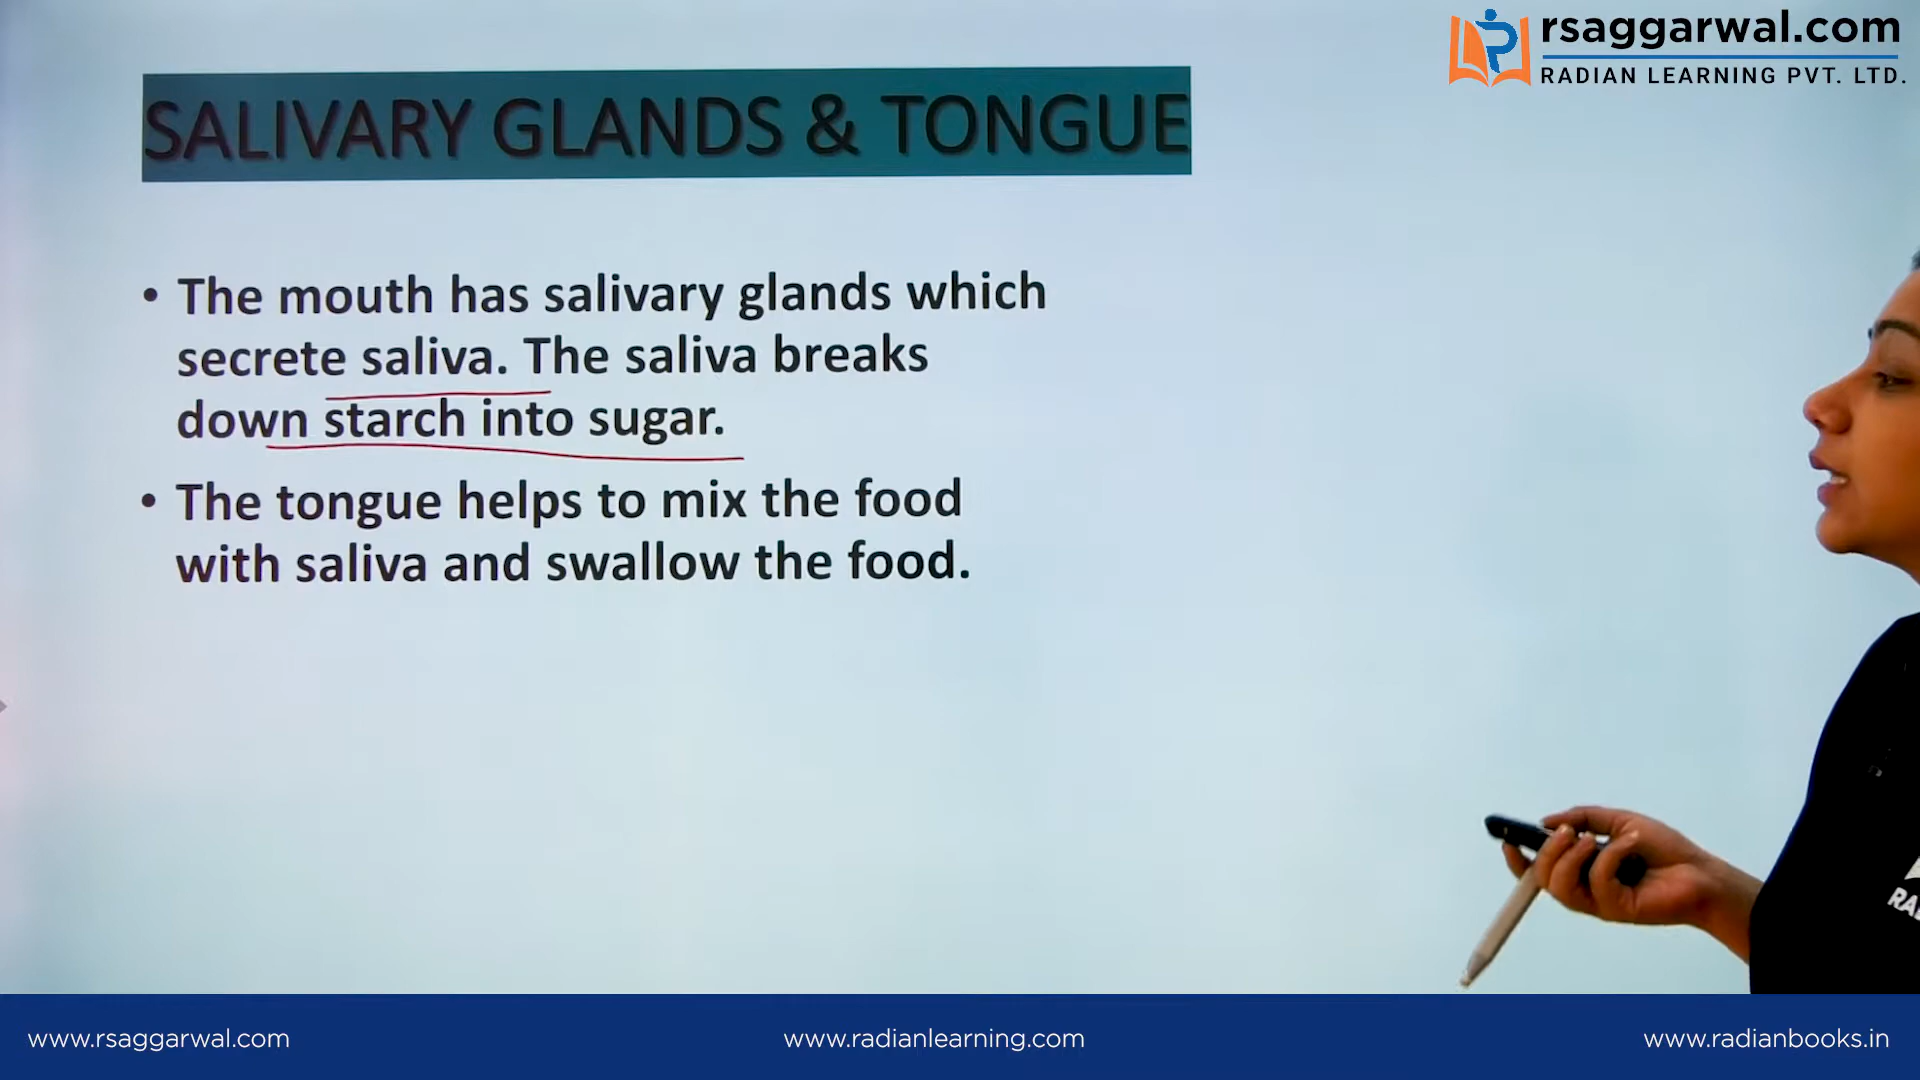 rsaggarwal.com
RADIAN LEARNING PVT. LTD.
SALIVARY GLANDS & TONGUE
• The mouth has salivary glands which
secrete saliva. The saliva breaks
down starch into sugar.
• The tongue helps to mix the food
with saliva and swallow the food.
www.rsaggarwal.com
www.radianlearning.com
www.radianbooks.in